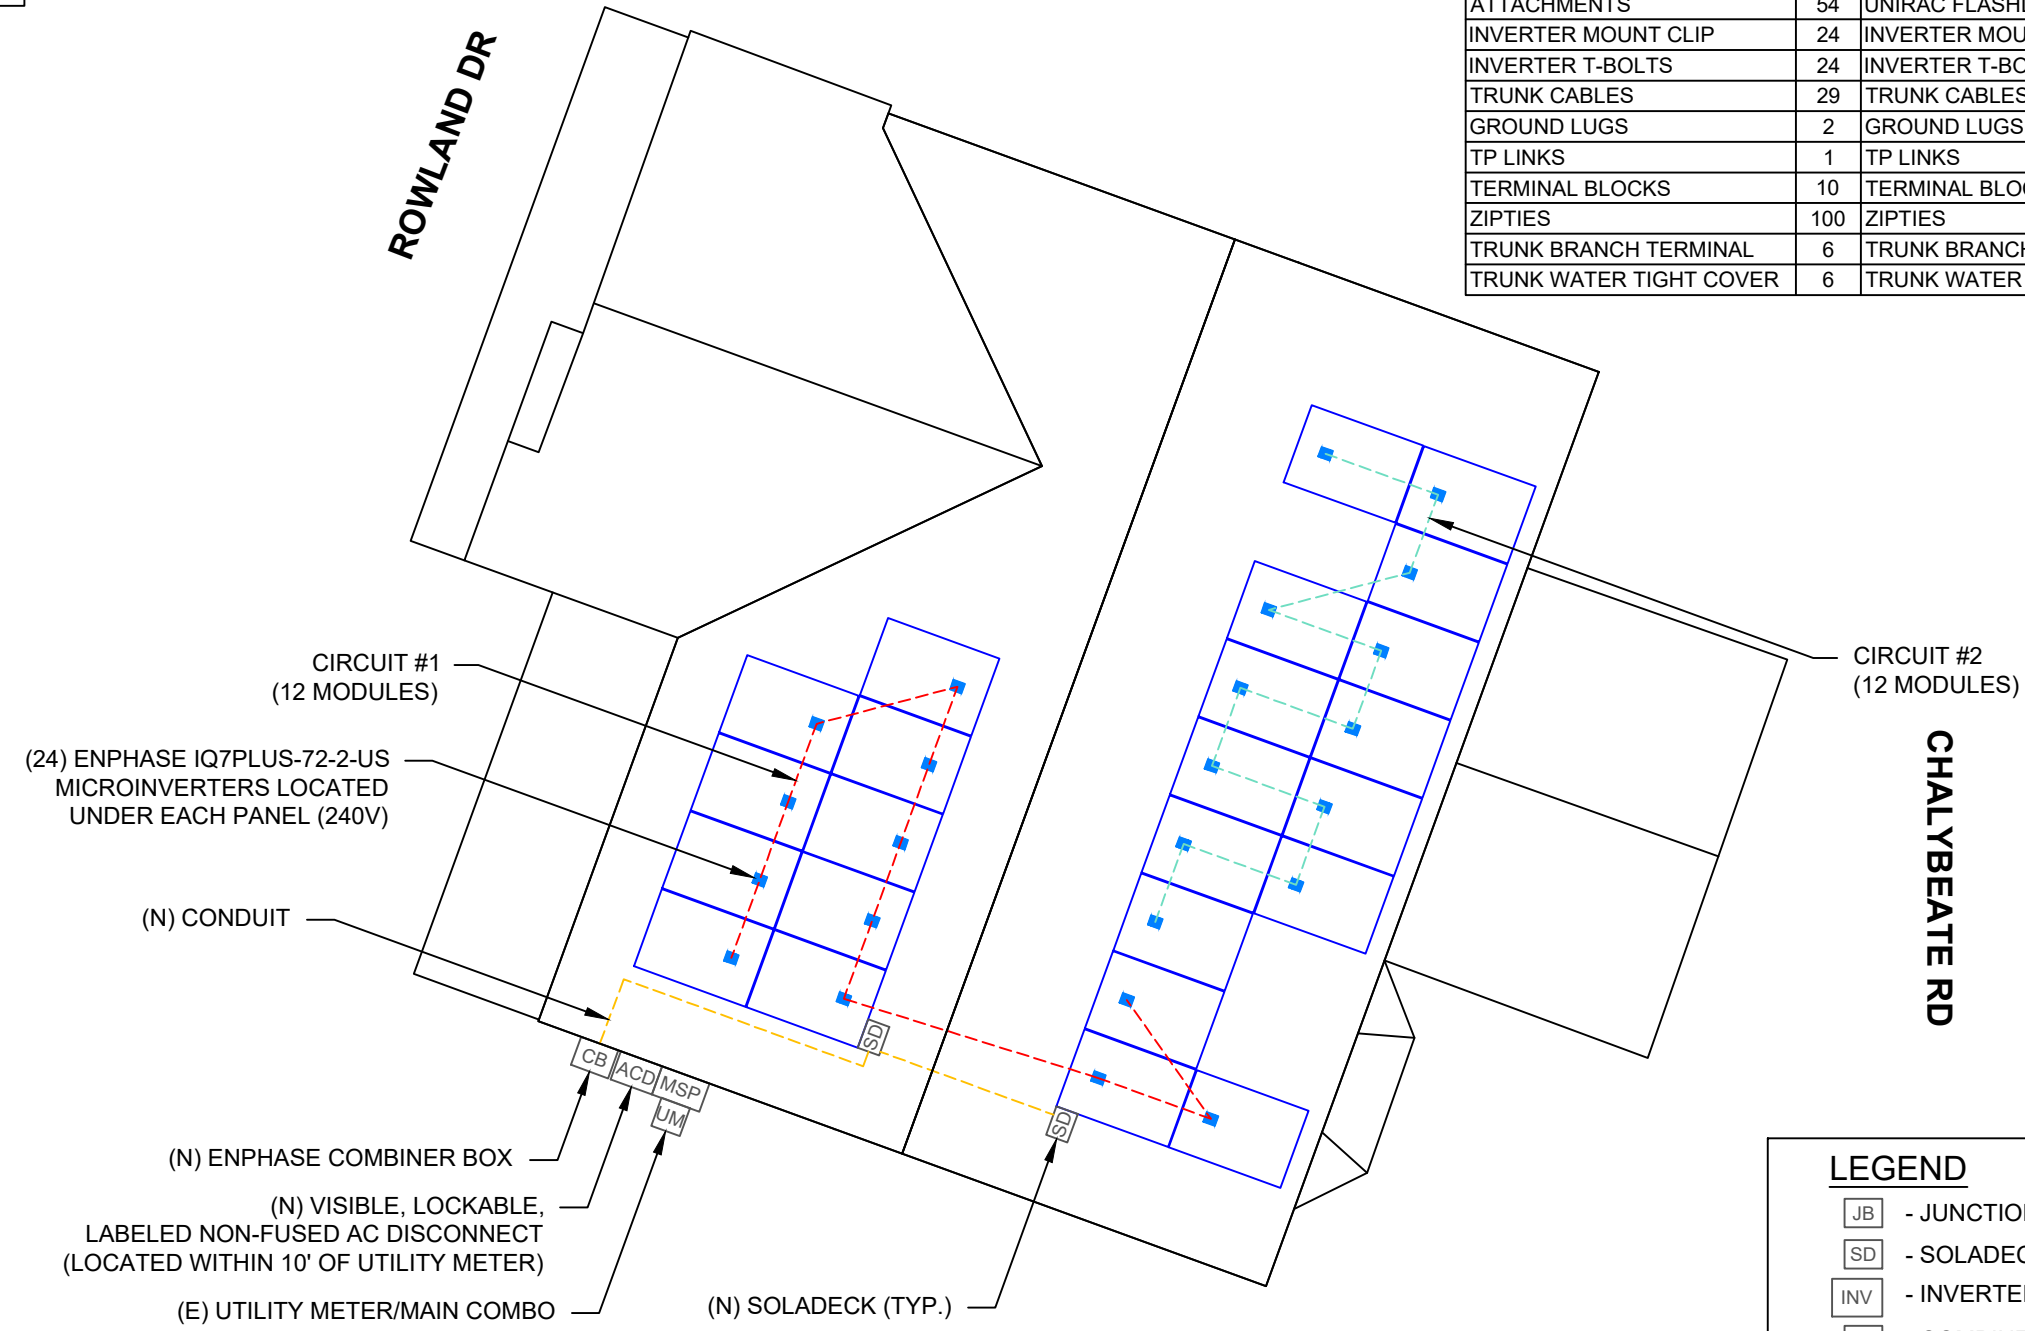 ATTACHMENTS 54 UNIRAC
INVERTER MOUNT CLIP 24 INVERTER
INVERTER T-BOLTS 24 INVERTER
TRUNK CABLES 29 TRUNK CABLES
GROUND LUGS 2 GROUND LUGS
TP LINKS 1 TP LINKS
TERMINAL BLOCKS 10 TERMINAL
ZIPTIES 100 ZIPTIES
TRUNK BRANCH TERMINAL 6 TRUNK
TRUNK WATER TIGHT COVER 6 TRUNK WATER
ROWLAND DR
CIRCUIT #1
(12 MODULES)
(24) ENPHASE IQ7PLUS-72-2-US
MICROINVERTERS LOCATED
UNDER EACH PANEL (240V)
(N) CONDUIT
CIRCUIT #2
(12 MODULES)
CHALYBEATE RD
SD
CB
ACD
MSP
UM
SD
(N) ENPHASE COMBINER BOX
(N) VISIBLE, LOCKABLE,
LABELED NON-FUSED AC DISCONNECT
(LOCATED WITHIN 10' OF UTILITY METER)
(E) UTILITY METER/MAIN COMBO
(N) SOLADECK (TYP.)
LEGEND
JB -
SD -
INV -